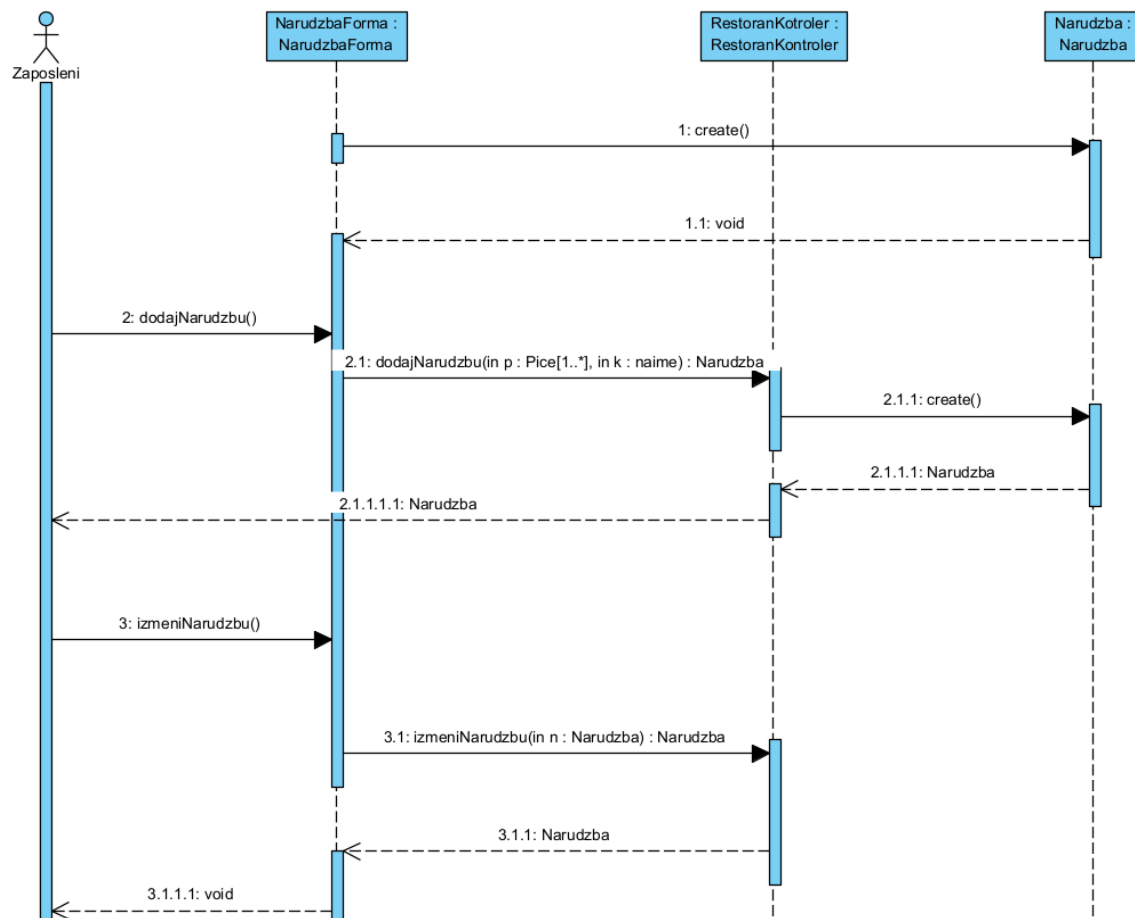 NarudzbaForma :
NarudzbaForma
RestoranKotroler :
RestoranKontroler
Narudzba :
Narudzba
Zaposleni
1: create()
1.1: void
2: dodajNarudzbu()
2.1: dodajNarudzbu(in p : Pice[1..*], in k : naime) : Narudzba
2.1.1: create()
2.1.1.1: Narudzba
2.1.1.1.1: Narudzba
3: izmeniNarudzbu()
3.1: izmeniNarudzbu(in n : Narudzba) : Narudzba
3.1.1: Narudzba
3.1.1.1: void